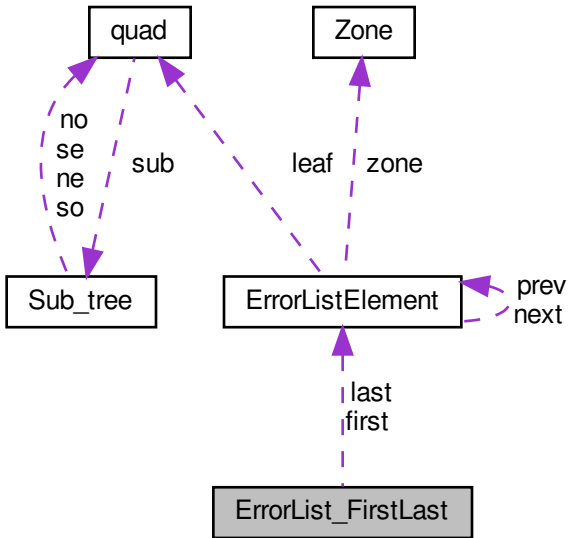 quad
Zone
no
se
ne
so
sub
leaf
zone
Sub_tree
ErrorListElement
prev
next
last
first
ErrorList_FirstLast